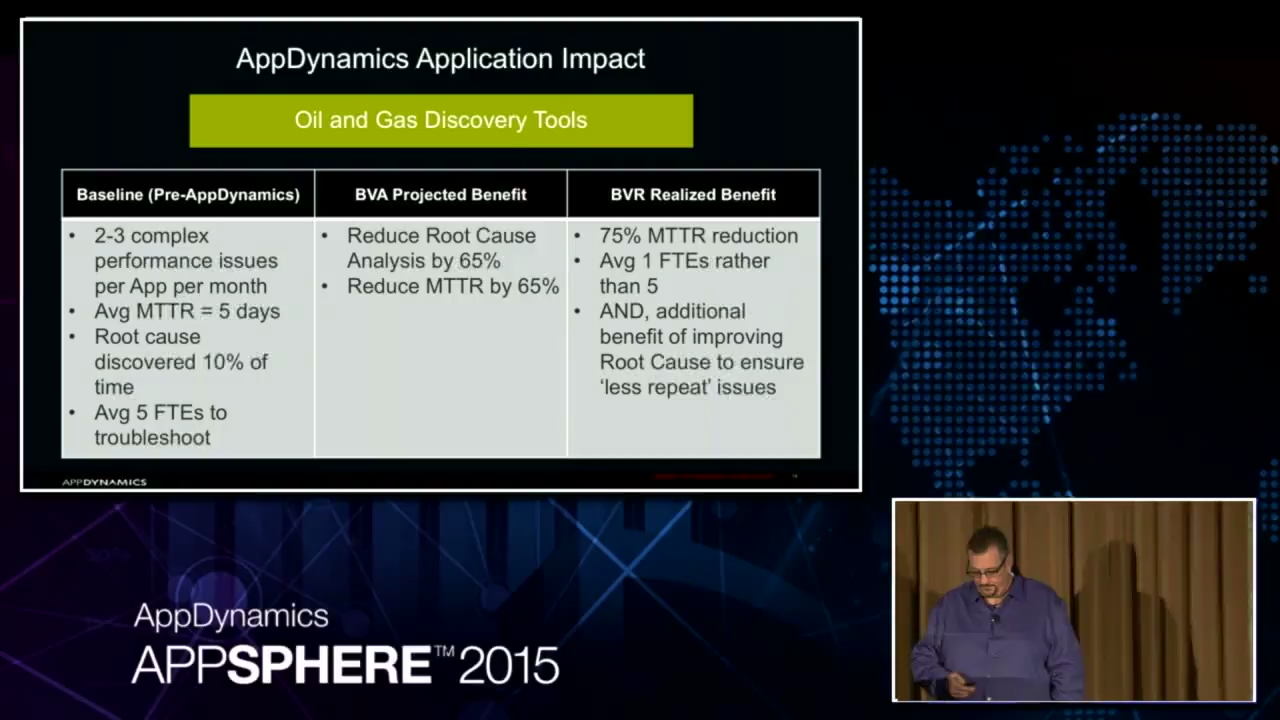 AppDynamics Application Impact
Oil and Gas Discovery Tools
Baseline (Pre-AppDynamics)
• 2-3 complex
performance issues
per App per month
• Avg MTTR = 5 days
• Root cause
discovered 10% of
time
• Avg 5 FTEs to
troubleshoot
BVA Projected Benefit
• Reduce Root Cause
Analysis by 65%
• Reduce MTTR by 65%
BVR Realized Benefit
• 75% MTTR reduction
• Avg 1 FTEs rather
than 5
• AND, additional
benefit of improving
Root Cause to ensure
‘less repeat’ issues
APPDYNAMICS
AppDynamics
APPSPHERE™ 2015